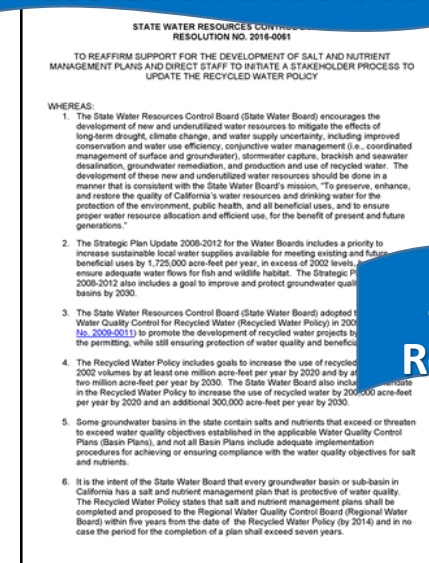 STATE WATER RESOURCES CONTROL
RESOLUTION NO. 2016-0061
TO REAFFIRM SUPPORT FOR THE DEVELOPMENT OF SALT AND NUTRIENT
MANAGEMENT PLANS AND DIRECT STAFF TO INITIATE A STAKEHOLDER PROCESS TO
UPDATE THE RECYCLED WATER POLICY
WHEREAS:
1. The State Water Resources Control Board (State Water Board) encourages the
development of new and underutilized water resources to mitigate the effects of
long-term drought, climate change, and water supply uncertainty, including improved
conservation and water use efficiency, conjunctive water management (i.e., coordinated
management of surface and groundwater), stormwater capture, brackish and seawater
desalination, groundwater remediation, and production and use of recycled water. The
development of these new and underutilized water resources should be done in a
manner that is consistent with the State Water Board's mission, "To preserve, enhance,
and restore the quality of California's water resources and drinking water for the
protection of the environment, public health, and all beneficial uses, and to ensure
proper water resource allocation and efficient use, for the benefit of present and future
generations."
2. The Strategic Plan Update 2008-2012 for the Water Boards includes a priority to
increase sustainable local water supplies available for meeting existing and future
beneficial uses by 1,725,000 acre-feet per year, in excess of 2002 levels,
ensure adequate water flows for fish and wildlife habitat. The Strategic
2008-2012 also includes a goal to improve and protect groundwater
basins by 2030.
3. The State Water Resources Control Board (State Water Board) adopted
Water Quality Control for Recycled Water (Recycled Water Policy) in
No. 2009-0011) to promote the development of recycled water projects
the permitting, while still ensuring protection of water quality and
4. The Recycled Water Policy includes goals to increase the use of recycled
2002 volumes by at least one million acre-feet per year by 2020 and by
two million acre-feet per year by 2030. The State Water Board also
in the Recycled Water Policy to increase the use of recycled water by 200,000 acre-feet
per year by 2020 and an additional 300,000 acre-feet per year by 2030.
5. Some groundwater basins in the state contain salts and nutrients that exceed or threaten
to exceed water quality objectives established in the applicable Water Quality Control
Plans (Basin Plans), and not all Basin Plans include adequate implementation
procedures for achieving or ensuring compliance with the water quality objectives for salt
and nutrients.
6. It is the intent of the State Water Board that every groundwater basin or sub-basin in
California has a salt and nutrient management plan that is protective of water quality.
The Recycled Water Policy states that salt and nutrient management plans shall be
completed and proposed to the Regional Water Quality Control Board (Regional Water
Board) within five years from the date of the Recycled Water Policy (by 2014) and in no
case the period for the completion of a plan shall exceed seven years.
R